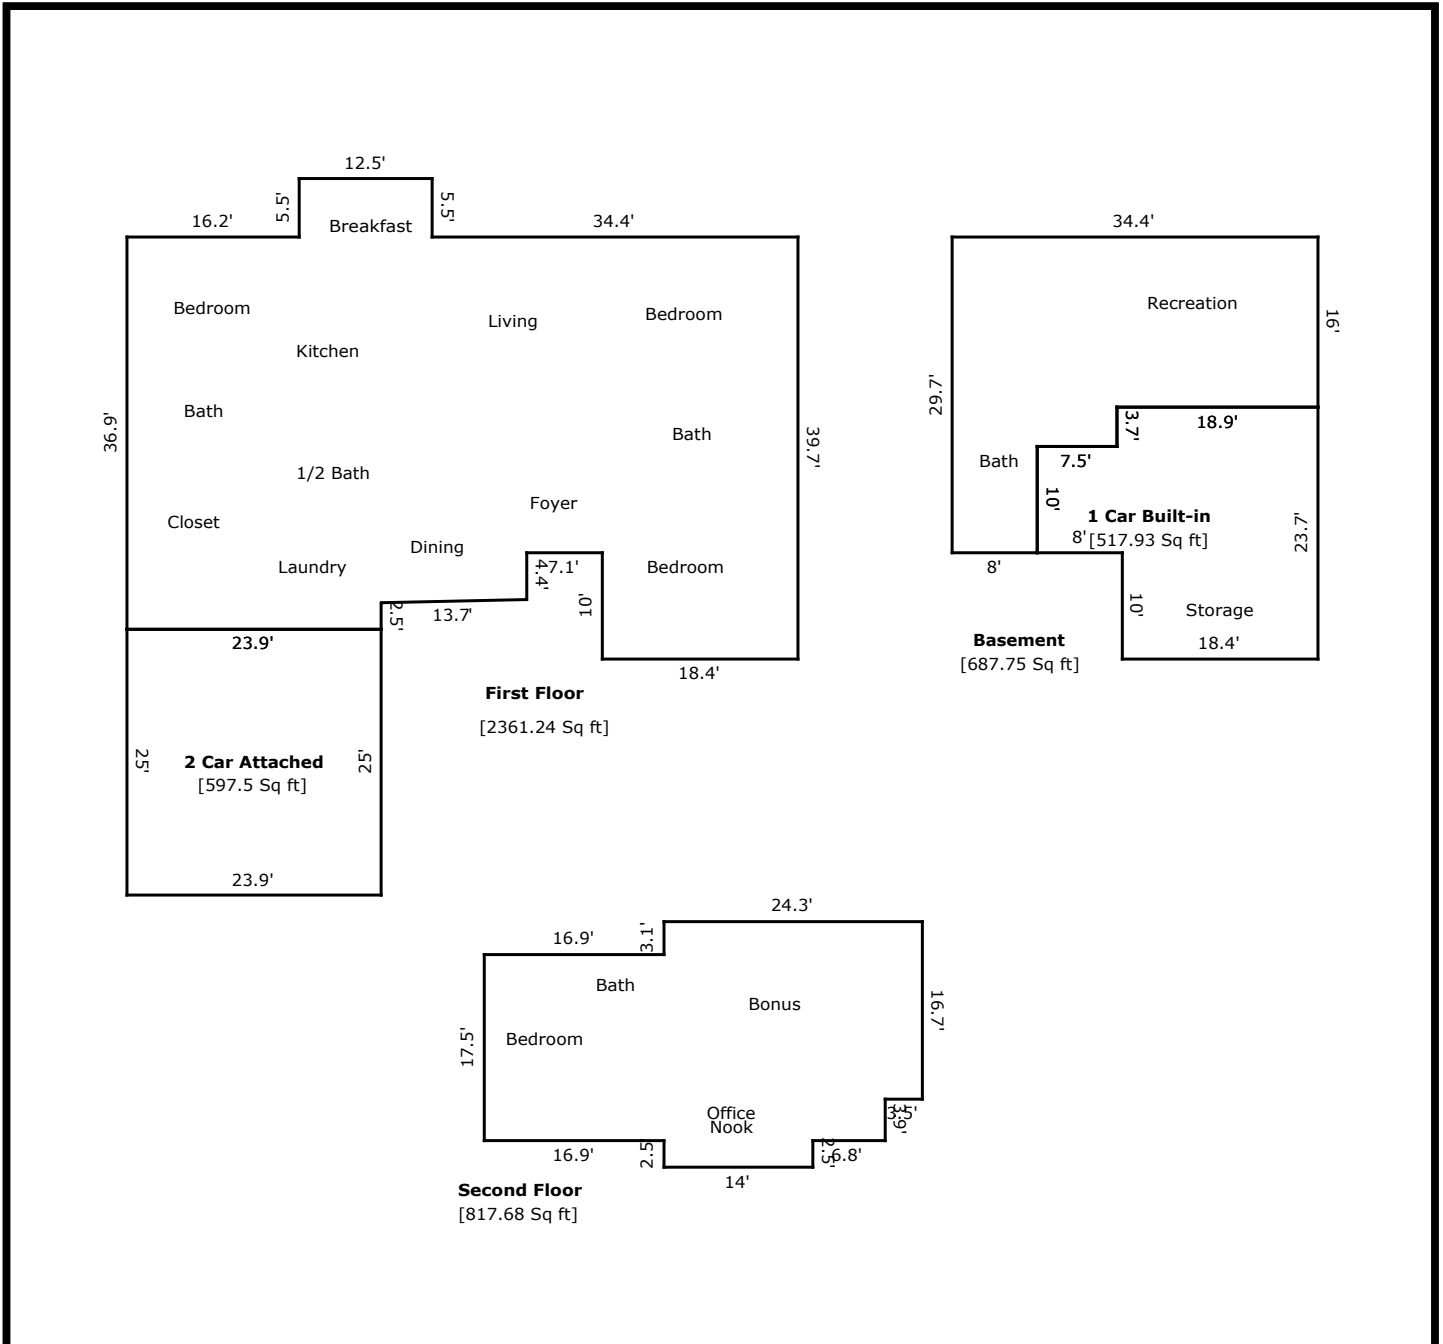 12.5'
5.5'
5.5'
16.2'
Breakfast
34.4'
Bedroom
Living
Bedroom
Kitchen
Bath
36.9'
39.7'
Bath
1/2 Bath
Foyer
Closet
Dining
Laundry
4.4'
7.1'
Bedroom
10'
2.5'
13.7'
23.9'
18.4'
First Floor
[2361.24 Sq ft]
25'
2 Car Attached
[597.5 Sq ft]
25'
23.9'
34.4'
Recreation
16'
29.7'
3.7'
18.9'
Bath
7.5'
10'
1 Car Built-in
8'
[517.93 Sq ft]
23.7'
8'
10'
Storage
18.4'
Basement
[687.75 Sq ft]
24.3'
16.9'
3.1'
Bath
Bonus
16.7'
Bedroom
17.5'
Office
Nook
3.5'
3.9'
16.9'
2.5'
2.5'
6.8'
14'
Second Floor
[817.68 Sq ft]